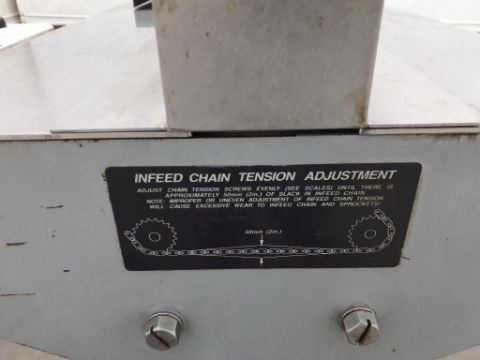 INFEED CHAIN TENSION ADJUSTMENT
ADJUST CHAIN TENSION SCREWS EVENLY (SEE SCALES) UNTIL THERE IS
APPROXIMATELY 50mm (2in.) OF SLACK IN INFEED CHAIN.
NOTE: IMPROPER OR UNEVEN ADJUSTMENT OF INFEED CHAIN TENSION
WILL CAUSE EXCESSIVE WEAR TO INFEED CHAIN AND SPROCKETS!
50mm (2in.)